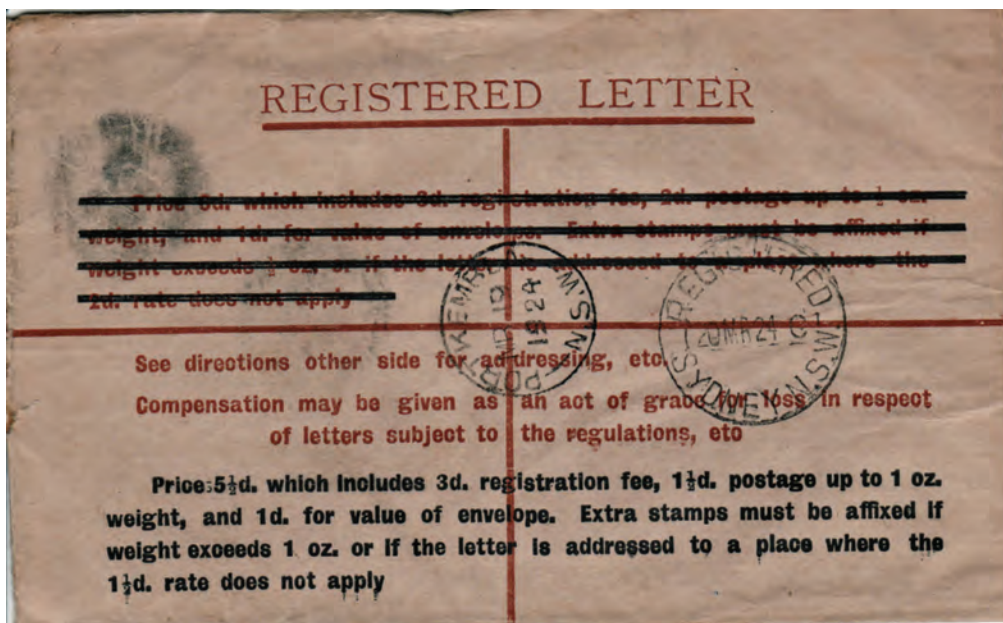 REGISTERED LETTER
Price 6d. which includes 3d. registration fee, 2d. postage up to ½ oz.
weight, and 1d. for value of envelope. Extra stamps must be affixed if
weight exceeds ½ oz. or if the letter is addressed to a place where the
2d. rate does not apply
PORT KEMBLA N.S.W.
MR 19
1924
REGISTERED
20 MR 24
SYDNEY N.S.W.
See directions other side for addressing, etc.
Compensation may be given as an act of grace for loss in respect
of letters subject to the regulations, etc
Price 5½d. which includes 3d. registration fee, 1½d. postage up to 1 oz.
weight, and 1d. for value of envelope. Extra stamps must be affixed if
weight exceeds 1 oz. or if the letter is addressed to a place where the
1½d. rate does not apply